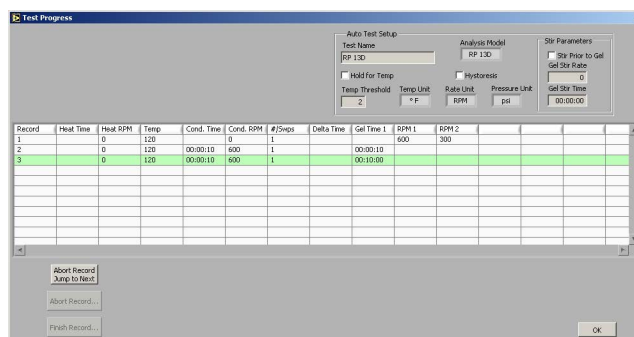 Test Progress
Auto Test Setup
Test Name
RP 13D
Analysis Model
RP 13D
Hold for Temp
Hystoresis
Temp Threshold
2
Temp Unit
° F
Rate Unit
RPM
Pressure Unit
psi
Stir Parameters
Stir Prior to Gel
Gel Stir Rate
0
Gel Stir Time
00:00:00
Record Heat Time Heat RPM Temp Cond. Time Cond. RPM #/Swps Delta Time Gel Time 1 RPM 1 RPM 2
1 0 120 0 1 600 300
2 0 120 00:00:10 600 1 00:00:10
3 0 120 00:00:10 600 1 00:10:00
Abort Record
Jump to Next
Abort Record...
Finish Record...
OK